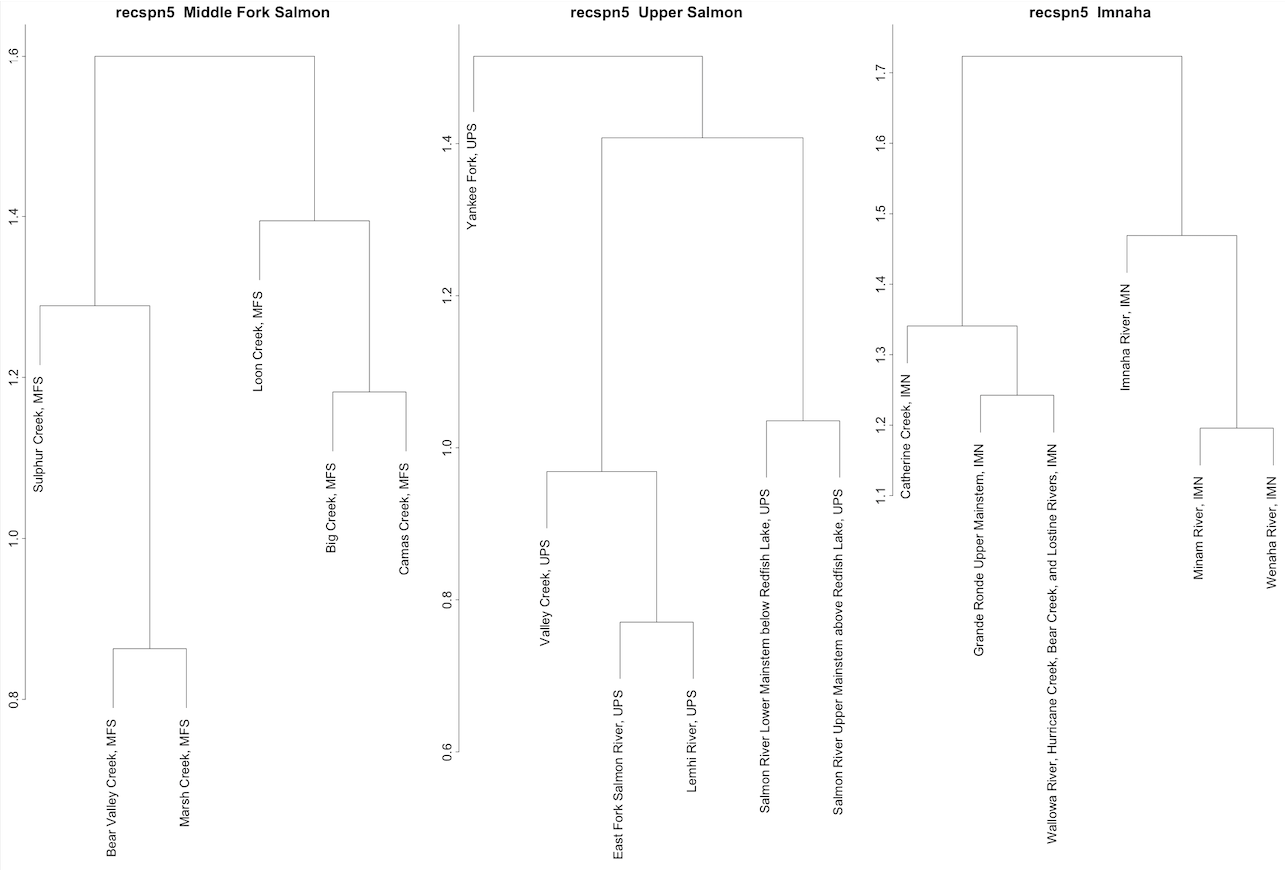 recspn5 Middle Fork Salmon
1.6
1.4
1.2
1.0
0.8
Sulphur Creek, MFS
Bear Valley Creek, MFS
Marsh Creek, MFS
Loon Creek, MFS
Big Creek, MFS
Camas Creek, MFS
recspn5 Upper Salmon
1.4
1.2
1.0
0.8
0.6
Yankee Fork, UPS
Valley Creek, UPS
East Fork Salmon River, UPS
Lemhi River, UPS
Salmon River Lower Mainstem below Redfish Lake, UPS
Salmon River Upper Mainstem above Redfish Lake, UPS
recspn5 Imnaha
1.7
1.6
1.5
1.4
1.3
1.2
1.1
Catherine Creek, IMN
Grande Ronde Upper Mainstem, IMN
Wallowa River, Hurricane Creek, Bear Creek, and Lostine Rivers, IMN
Imnaha River, IMN
Minam River, IMN
Wenaha River, IMN